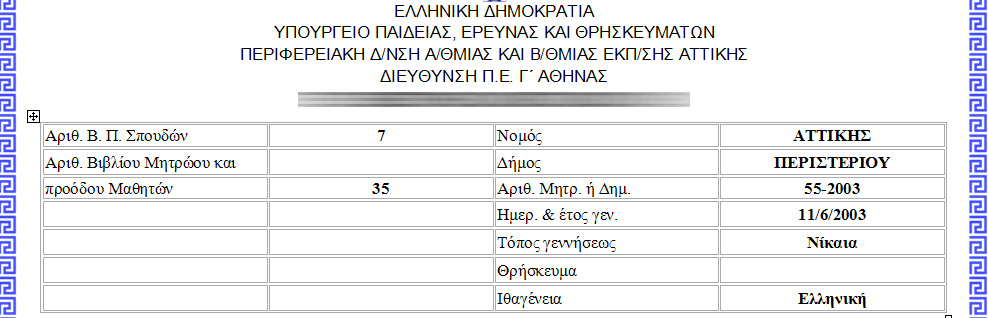 ΕΛΛΗΝΙΚΗ ΔΗΜΟΚΡΑΤΙΑ
ΥΠΟΥΡΓΕΙΟ ΠΑΙΔΕΙΑΣ, ΕΡΕΥΝΑΣ ΚΑΙ ΘΡΗΣΚΕΥΜΑΤΩΝ
ΠΕΡΙΦΕΡΕΙΑΚΗ Δ/ΝΣΗ Α/ΘΜΙΑΣ ΚΑΙ Β/ΘΜΙΑΣ ΕΚΠ/ΣΗΣ ΑΤΤΙΚΗΣ
ΔΙΕΥΘΥΝΣΗ Π.Ε. Γ΄ ΑΘΗΝΑΣ
Αριθ. Β. Π. Σπουδών 7 Νομός ΑΤΤΙΚΗΣ
Αριθ. Βιβλίου Μητρώου και Δήμος ΠΕΡΙΣΤΕΡΙΟΥ
προόδου Μαθητών 35 Αριθ. Μητρ. ή Δημ. 55-2003
Ημερ. & έτος γεν. 11/6/2003
Τόπος γεννήσεως Νίκαια
Θρήσκευμα
Ιθαγένεια Ελληνική